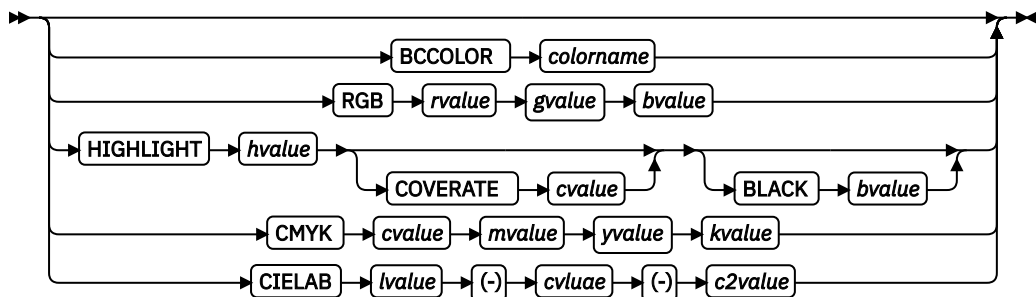 BCCOLOR colorname
RGB rvalue gvalue bvalue
HIGHLIGHT hvalue
COVERATE cvalue BLACK bvalue
CMYK cvalue mvalue yvalue kvalue
CIELAB lvalue (-) cvluae (-) c2value